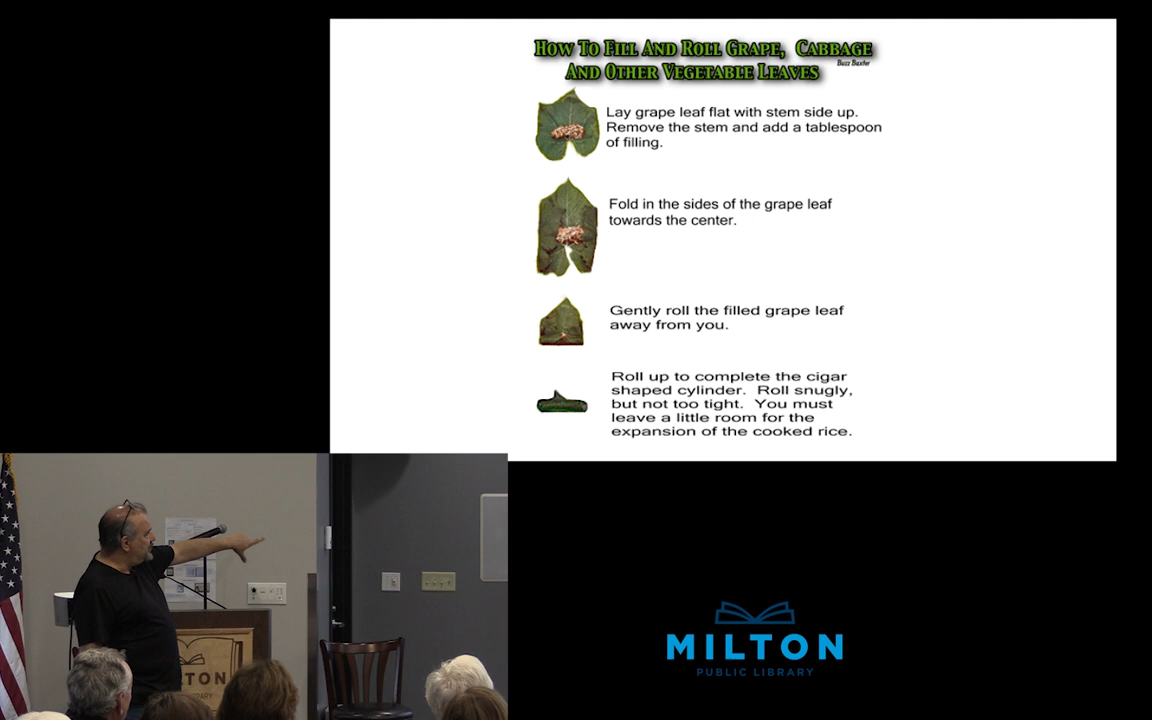 How To Fill And Roll Grape, Cabbage
And Other Vegetable Leaves
Buzz Baxter
Lay grape leaf flat with stem side up.
Remove the stem and add a tablespoon
of filling.
Fold in the sides of the grape leaf
towards the center.
Gently roll the filled grape leaf
away from you.
Roll up to complete the cigar
shaped cylinder. Roll snugly,
but not too tight. You must
leave a little room for the
expansion of the cooked rice.
LTON
RARY
MILTON
PUBLIC LIBRARY